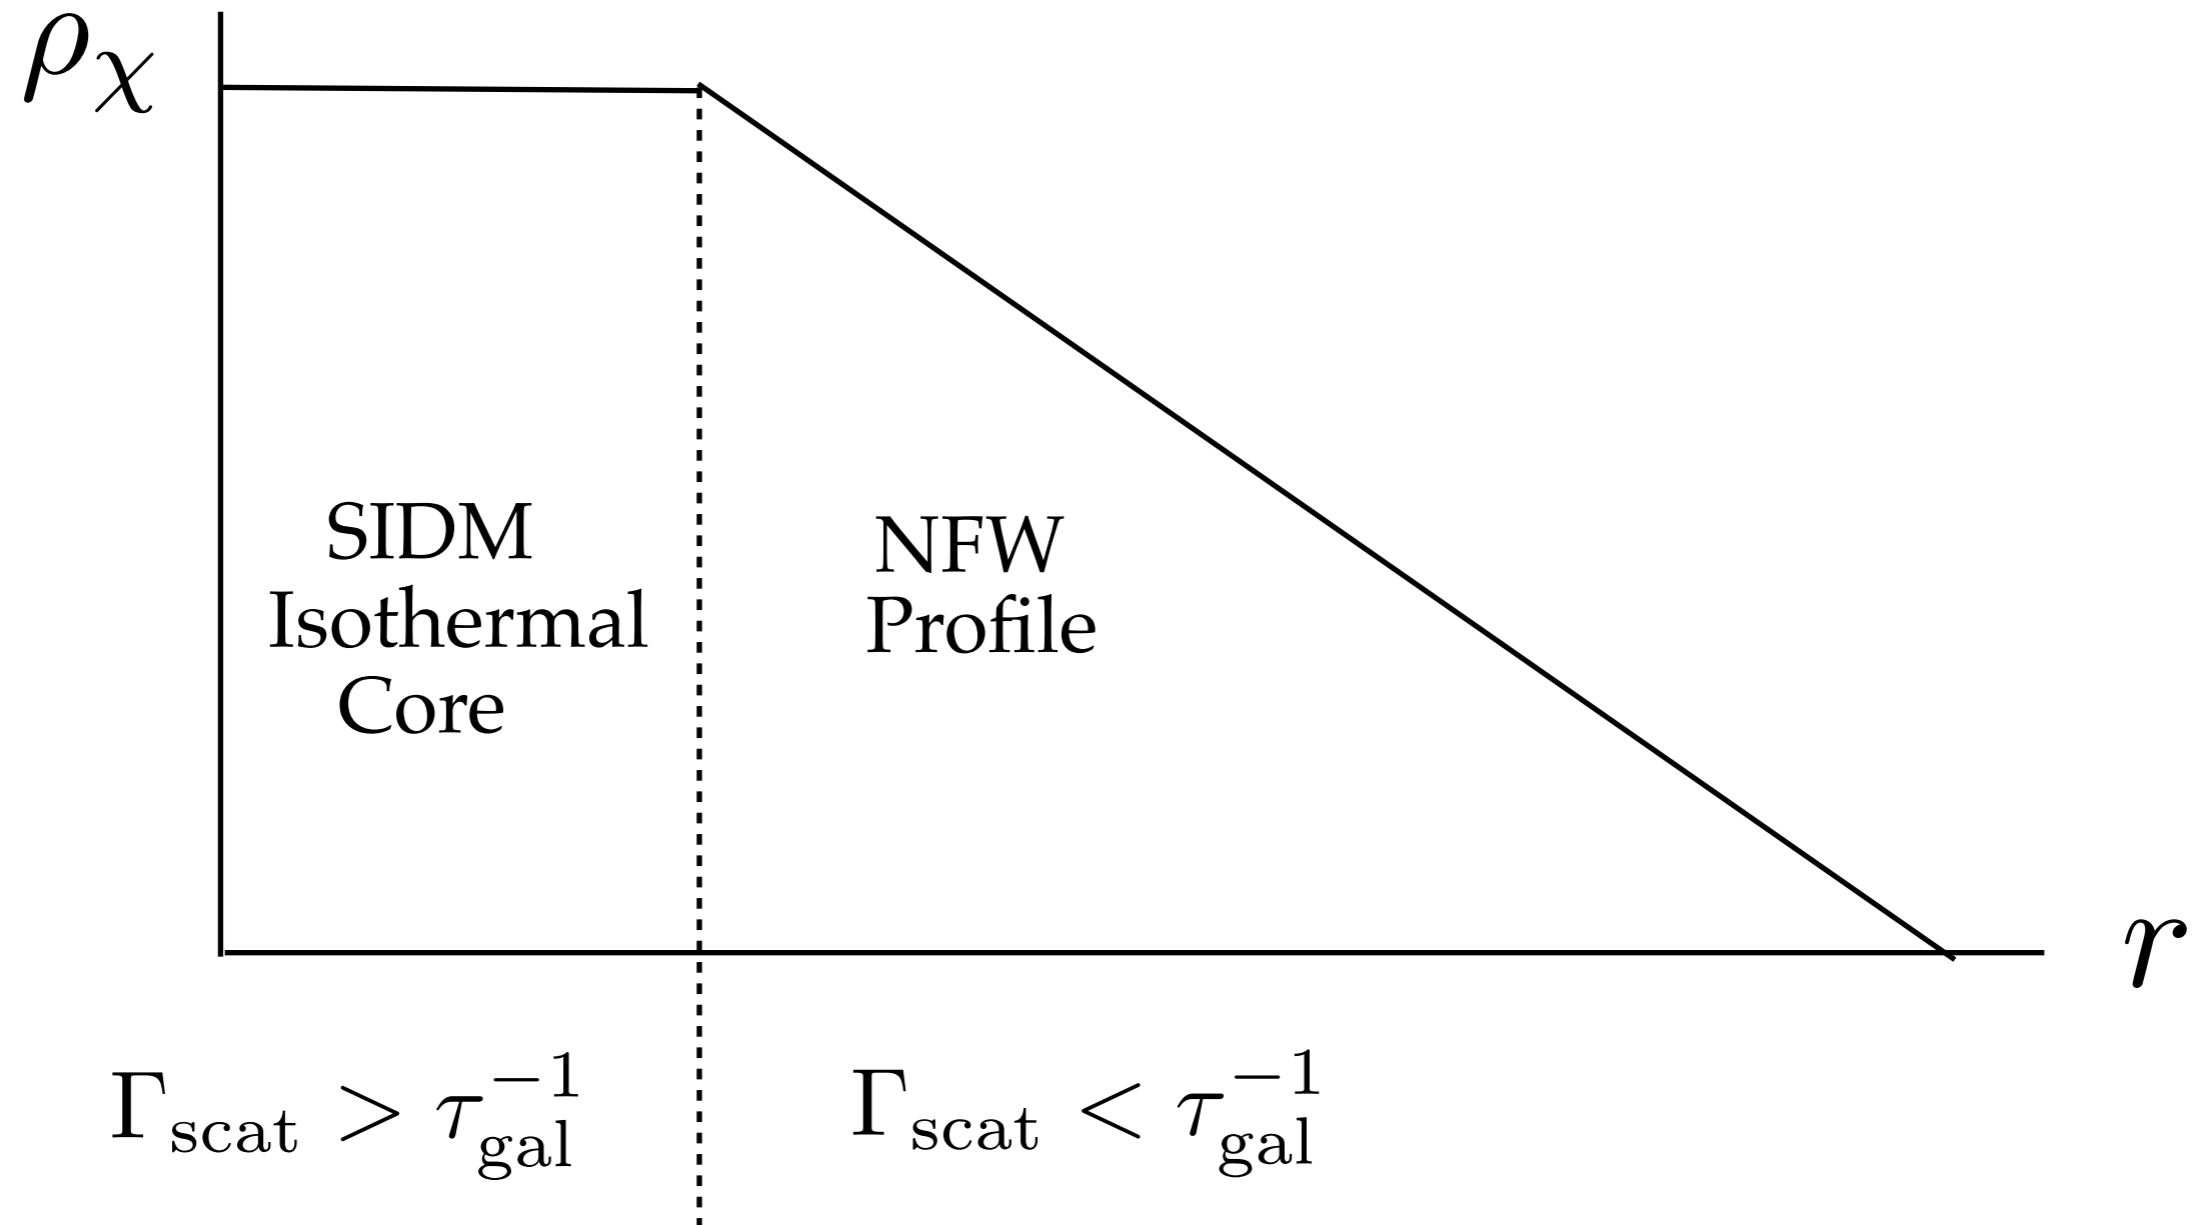 ρχ
SIDM
Isothermal
Core
NFW
Profile
r
Γscat > τgal⁻¹
Γscat < τgal⁻¹